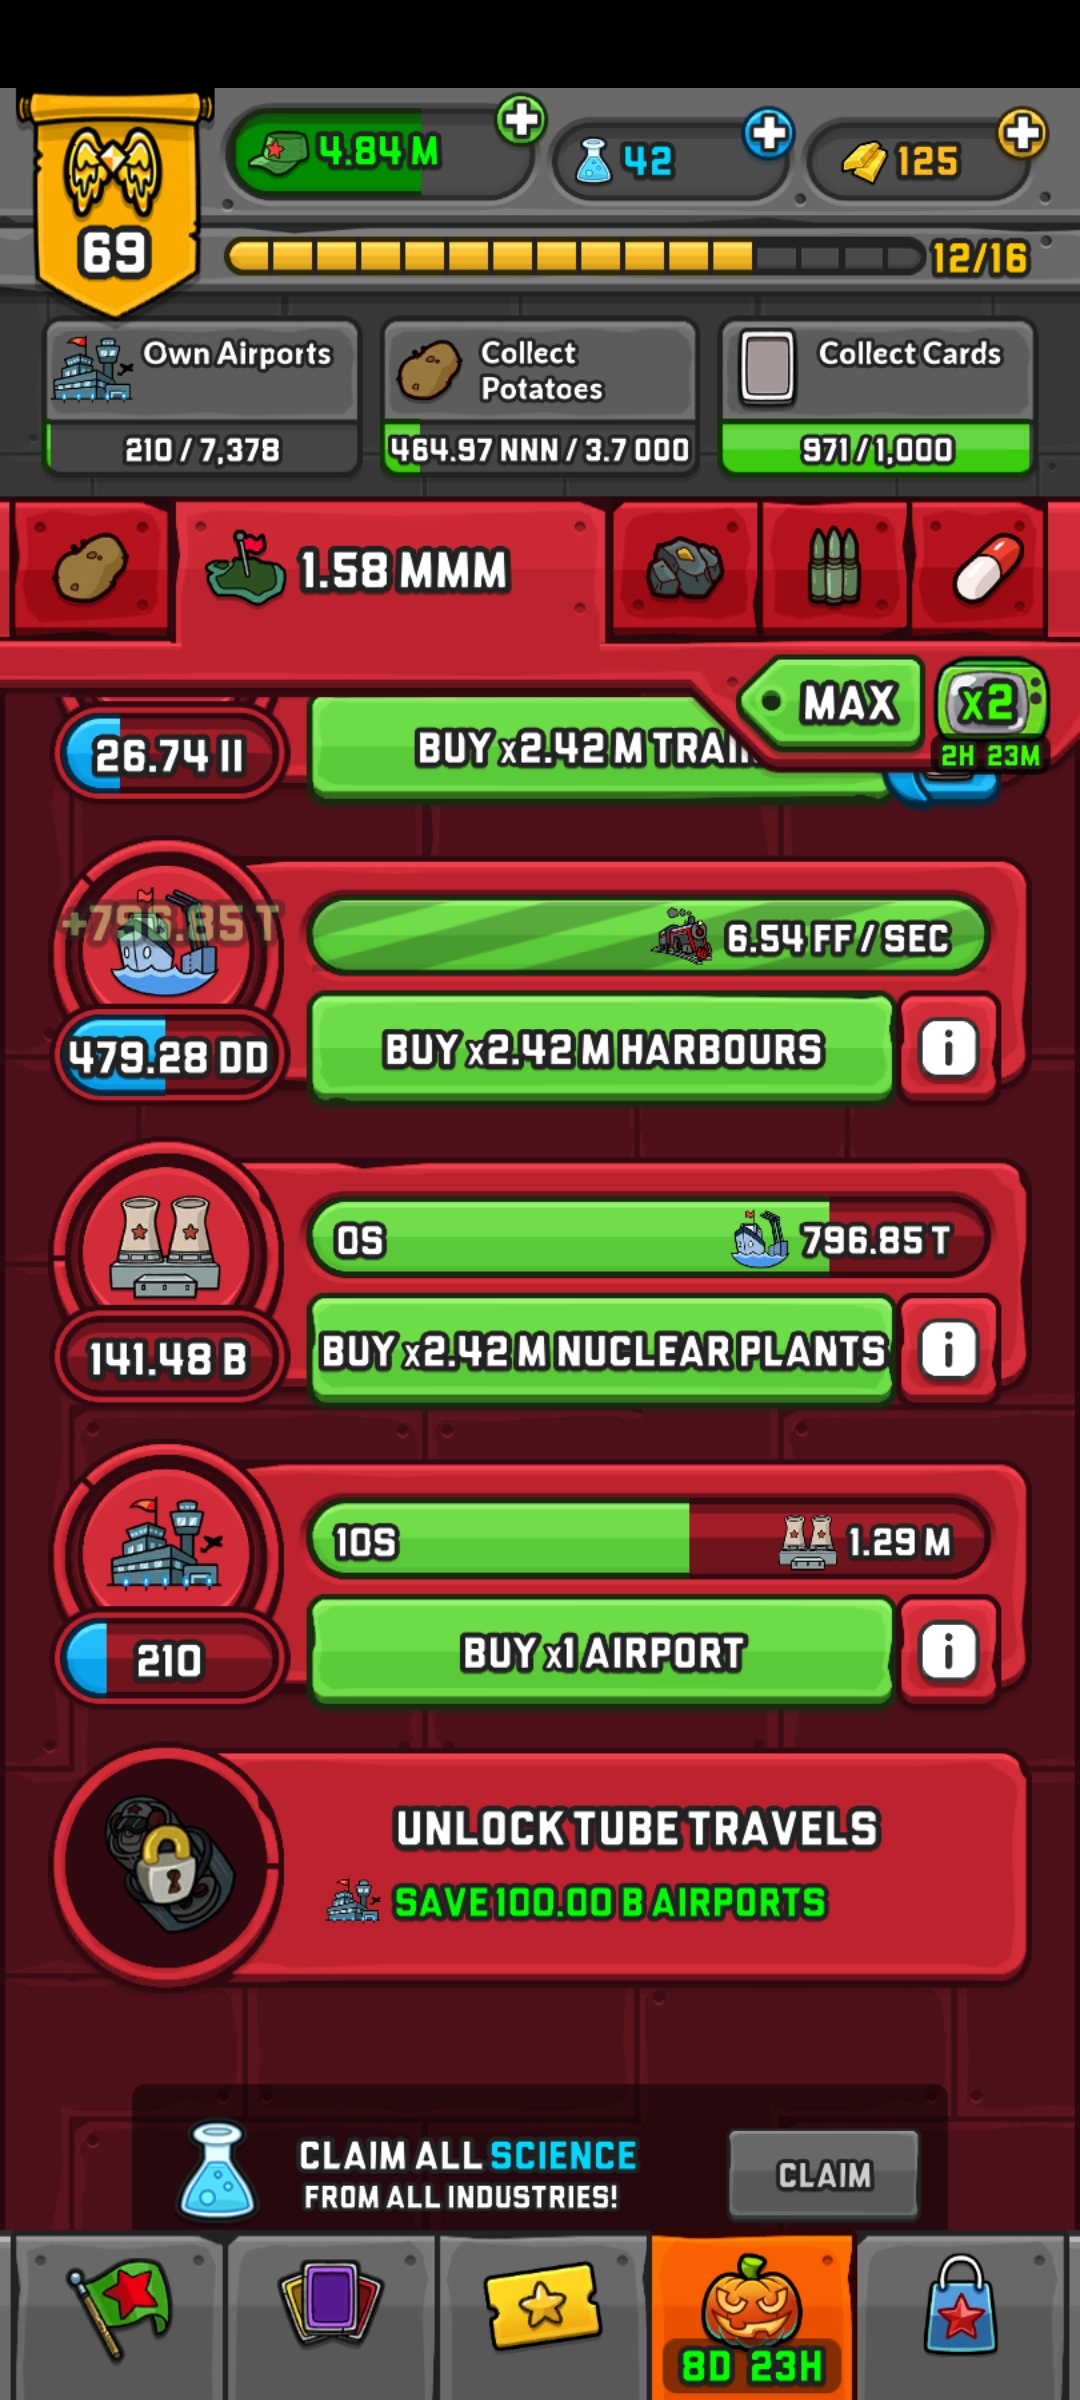 4.84 M
42
125
69
12/16
Own Airports
210 / 7,378
Collect
Potatoes
464.97 NNN / 3.7 OOO
Collect Cards
971 / 1,000
1.58 MMM
MAX
x2
2H 23M
26.74 II
BUY x2.42 M TRAI
+796.85 T
6.54 FF / SEC
479.28 DD
BUY x2.42 M HARBOURS
i
0S
796.85 T
141.48 B
BUY x2.42 M NUCLEAR PLANTS
i
10S
1.29 M
210
BUY x1 AIRPORT
i
UNLOCK TUBE TRAVELS
SAVE 100.00 B AIRPORTS
CLAIM ALL SCIENCE
FROM ALL INDUSTRIES!
CLAIM
8D 23H